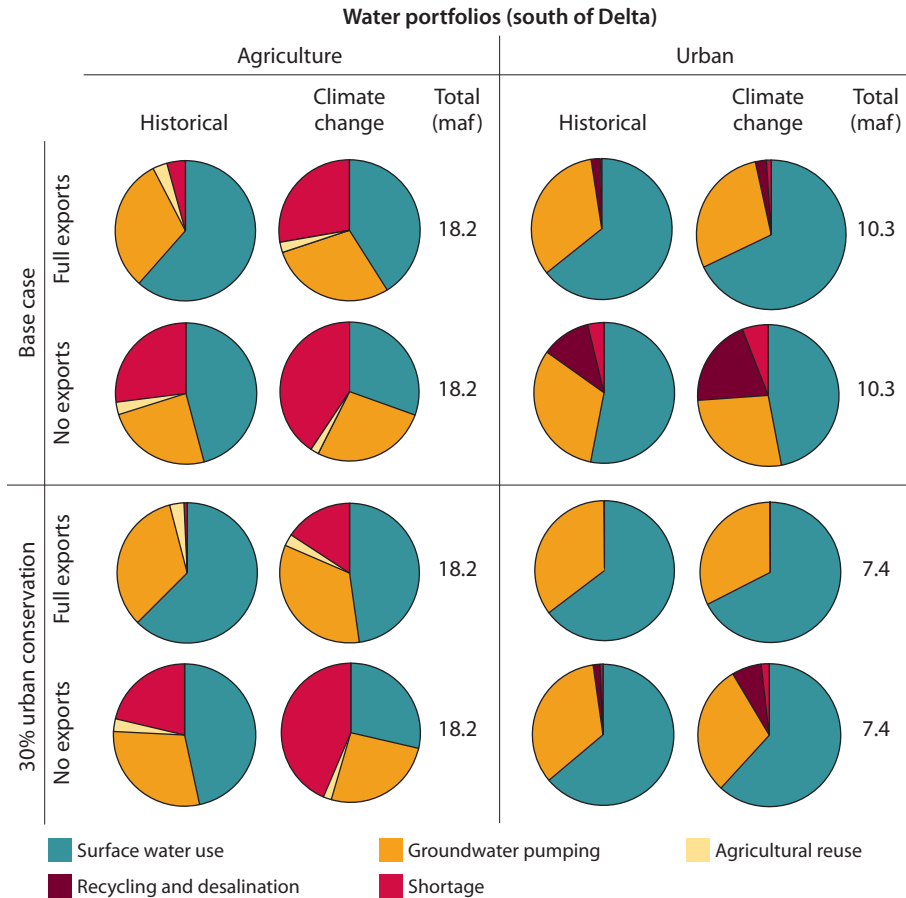 Water portfolios (south of Delta)
Agriculture
Urban
Historical
Climate
change
Total
(maf)
Historical
Climate
change
Total
(maf)
Base case
Full exports
18.2
10.3
No exports
18.2
10.3
30% urban conservation
Full exports
18.2
7.4
No exports
18.2
7.4
Surface water use
Groundwater pumping
Agricultural reuse
Recycling and desalination
Shortage